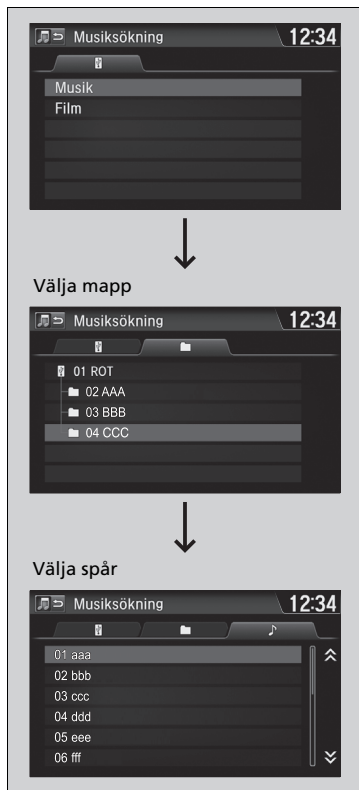 Musiksökning 12:34
Musik
Film
Välja mapp
Musiksökning 12:34
01 ROT
02 AAA
03 BBB
04 CCC
Välja spår
Musiksökning 12:34
01 aaa
02 bbb
03 ccc
04 ddd
05 eee
06 fff